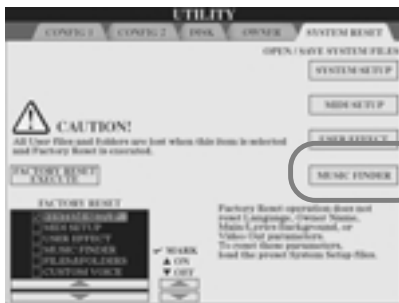 UTILITY
CONFIG 1 CONFIG 2 DISK OWNER SYSTEM RESET
OPEN / SAVE SYSTEM FILES
SYSTEM SETUP
MIDI SETUP
CAUTION!
All User Files and Folders are lost when this item is selected
and Factory Reset is executed.
USER EFFECT
FACTORY RESET
EXECUTE
MUSIC FINDER
FACTORY RESET
MIDI SETUP
USER EFFECT
MUSIC FINDER
FILES&FOLDERS
CUSTOM VOICE
MARK
ON
OFF
Factory Reset operation does not
reset Language, Owner Name,
Main/Lyrics Background, or
Video Out parameters.
To reset these parameters,
load the preset System Setup files.